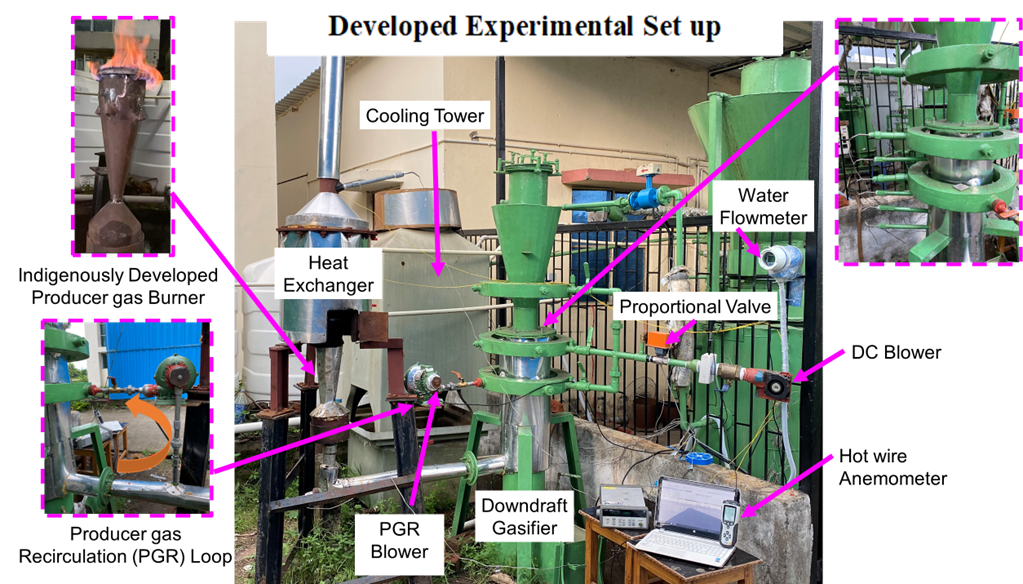 Developed Experimental Set up
Cooling Tower
Water
Flowmeter
Heat
Exchanger
Indigenously Developed
Producer gas Burner
Proportional Valve
DC Blower
Hot wire
Anemometer
Downdraft
Gasifier
PGR
Blower
Producer gas
Recirculation (PGR) Loop